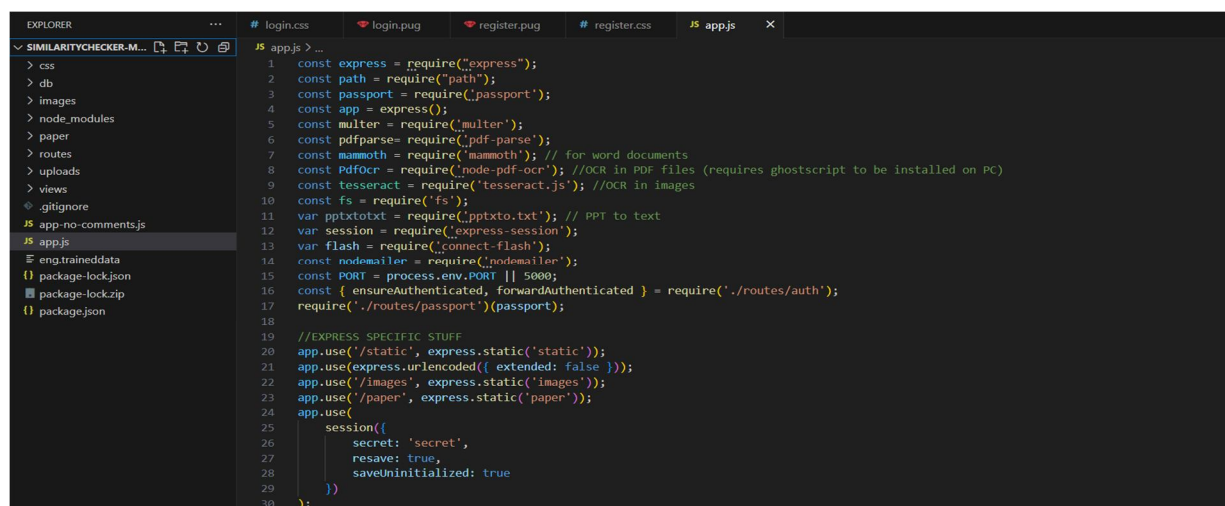 EXPLORER ...
SIMILARITYCHECKER-M...
css
db
images
node_modules
paper
routes
uploads
views
.gitignore
JS app-no-comments.js
JS app.js
eng.traineddata
{} package-lock.json
package-lock.zip
{} package.json
# login.css
login.pug
register.pug
# register.css
JS app.js X
JS app.js > ...
1 const express = require("express");
2 const path = require("path");
3 const passport = require('passport');
4 const app = express();
5 const multer = require('multer');
6 const pdfparse= require('pdf-parse');
7 const mammoth = require('mammoth'); // for word documents
8 const PdfOcr = require('node-pdf-ocr'); //OCR in PDF files (requires ghostscript to be installed on PC)
9 const tesseract = require('tesseract.js'); //OCR in images
10 const fs = require('fs');
11 var pptxtotxt = require('pptxto.txt'); // PPT to text
12 var session = require('express-session');
13 var flash = require('connect-flash');
14 const nodemailer = require('nodemailer');
15 const PORT = process.env.PORT || 5000;
16 const { ensureAuthenticated, forwardAuthenticated } = require('./routes/auth');
17 require('./routes/passport')(passport);
18
19 //EXPRESS SPECIFIC STUFF
20 app.use('/static', express.static('static'));
21 app.use(express.urlencoded({ extended: false }));
22 app.use('/images', express.static('images'));
23 app.use('/paper', express.static('paper'));
24 app.use(
25 session({
26 secret: 'secret',
27 resave: true,
28 saveUninitialized: true
29 })
30 );